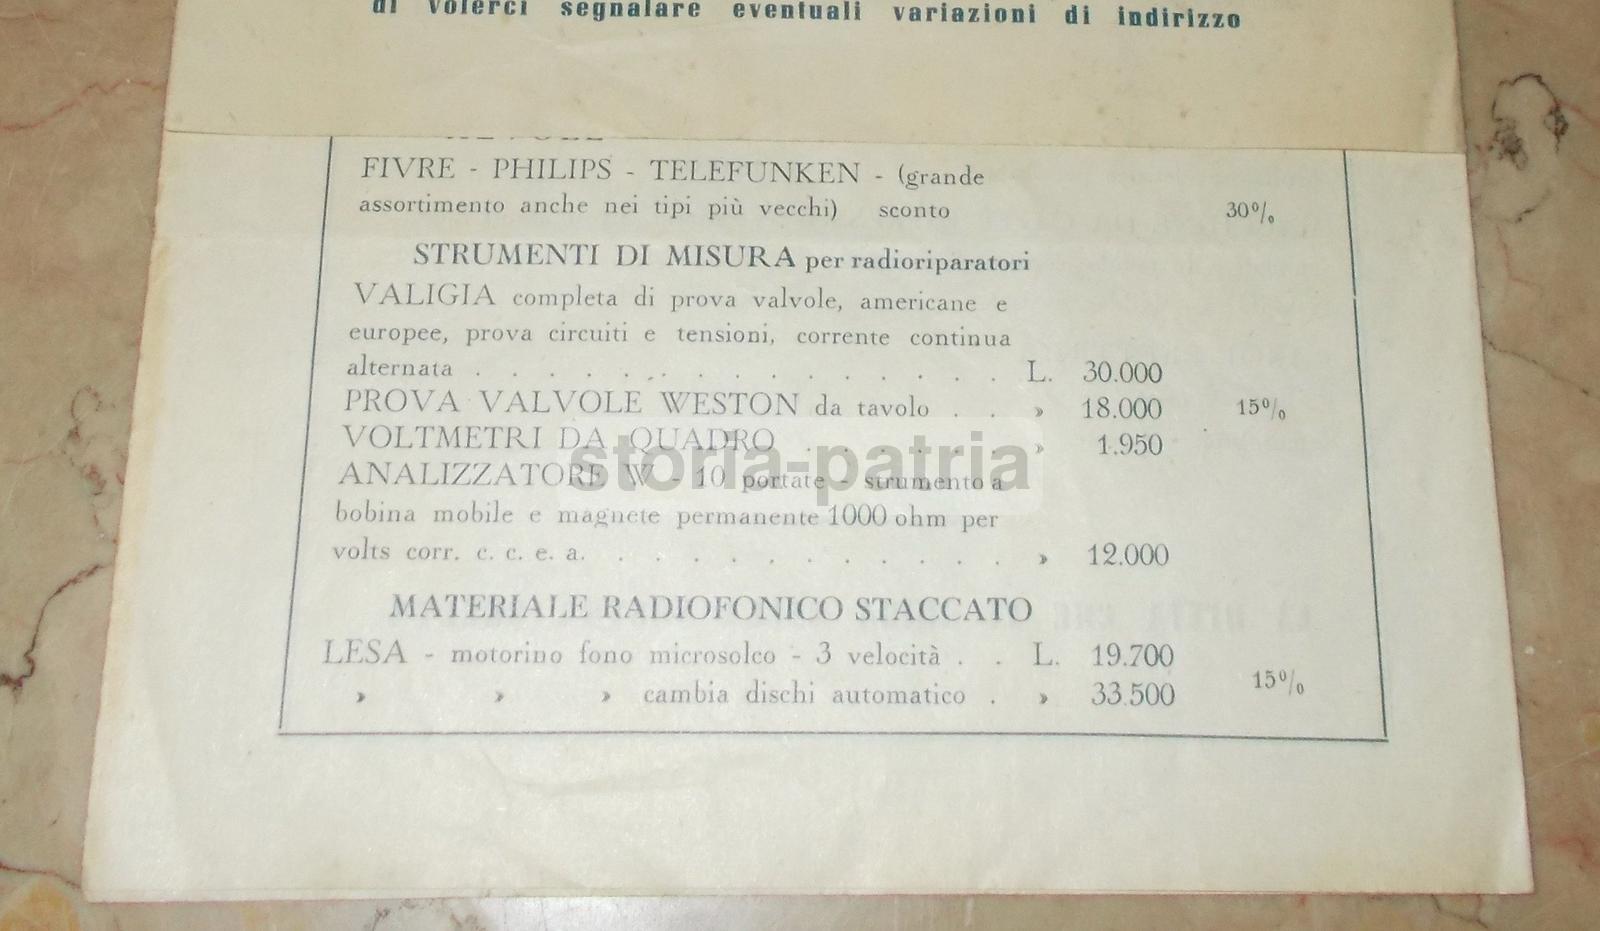 di volerci segnalare eventuali variazioni di indirizzo
FIVRE - PHILIPS - TELEFUNKEN - (grande
assortimento anche nei tipi più vecchi) sconto 30%
STRUMENTI DI MISURA per radioriparatori
VALIGIA completa di prova valvole, americane e
europee, prova circuiti e tensioni, corrente continua
alternata . . . . . . . . . . . . . . . L. 30.000
PROVA VALVOLE WESTON da tavolo . . » 18.000 15%
VOLTMETRI DA QUADRO . . . . . . » 1.950
storia-patria
ANALIZZATORE W - 10 portate - strumento a
bobina mobile e magnete permanente 1000 ohm per
volts corr. c. c. e. a. . . . . . . . . . . . » 12.000
MATERIALE RADIOFONICO STACCATO
LESA - motorino fono microsolco - 3 velocità . . L. 19.700
15%
» » » cambia dischi automatico . » 33.500